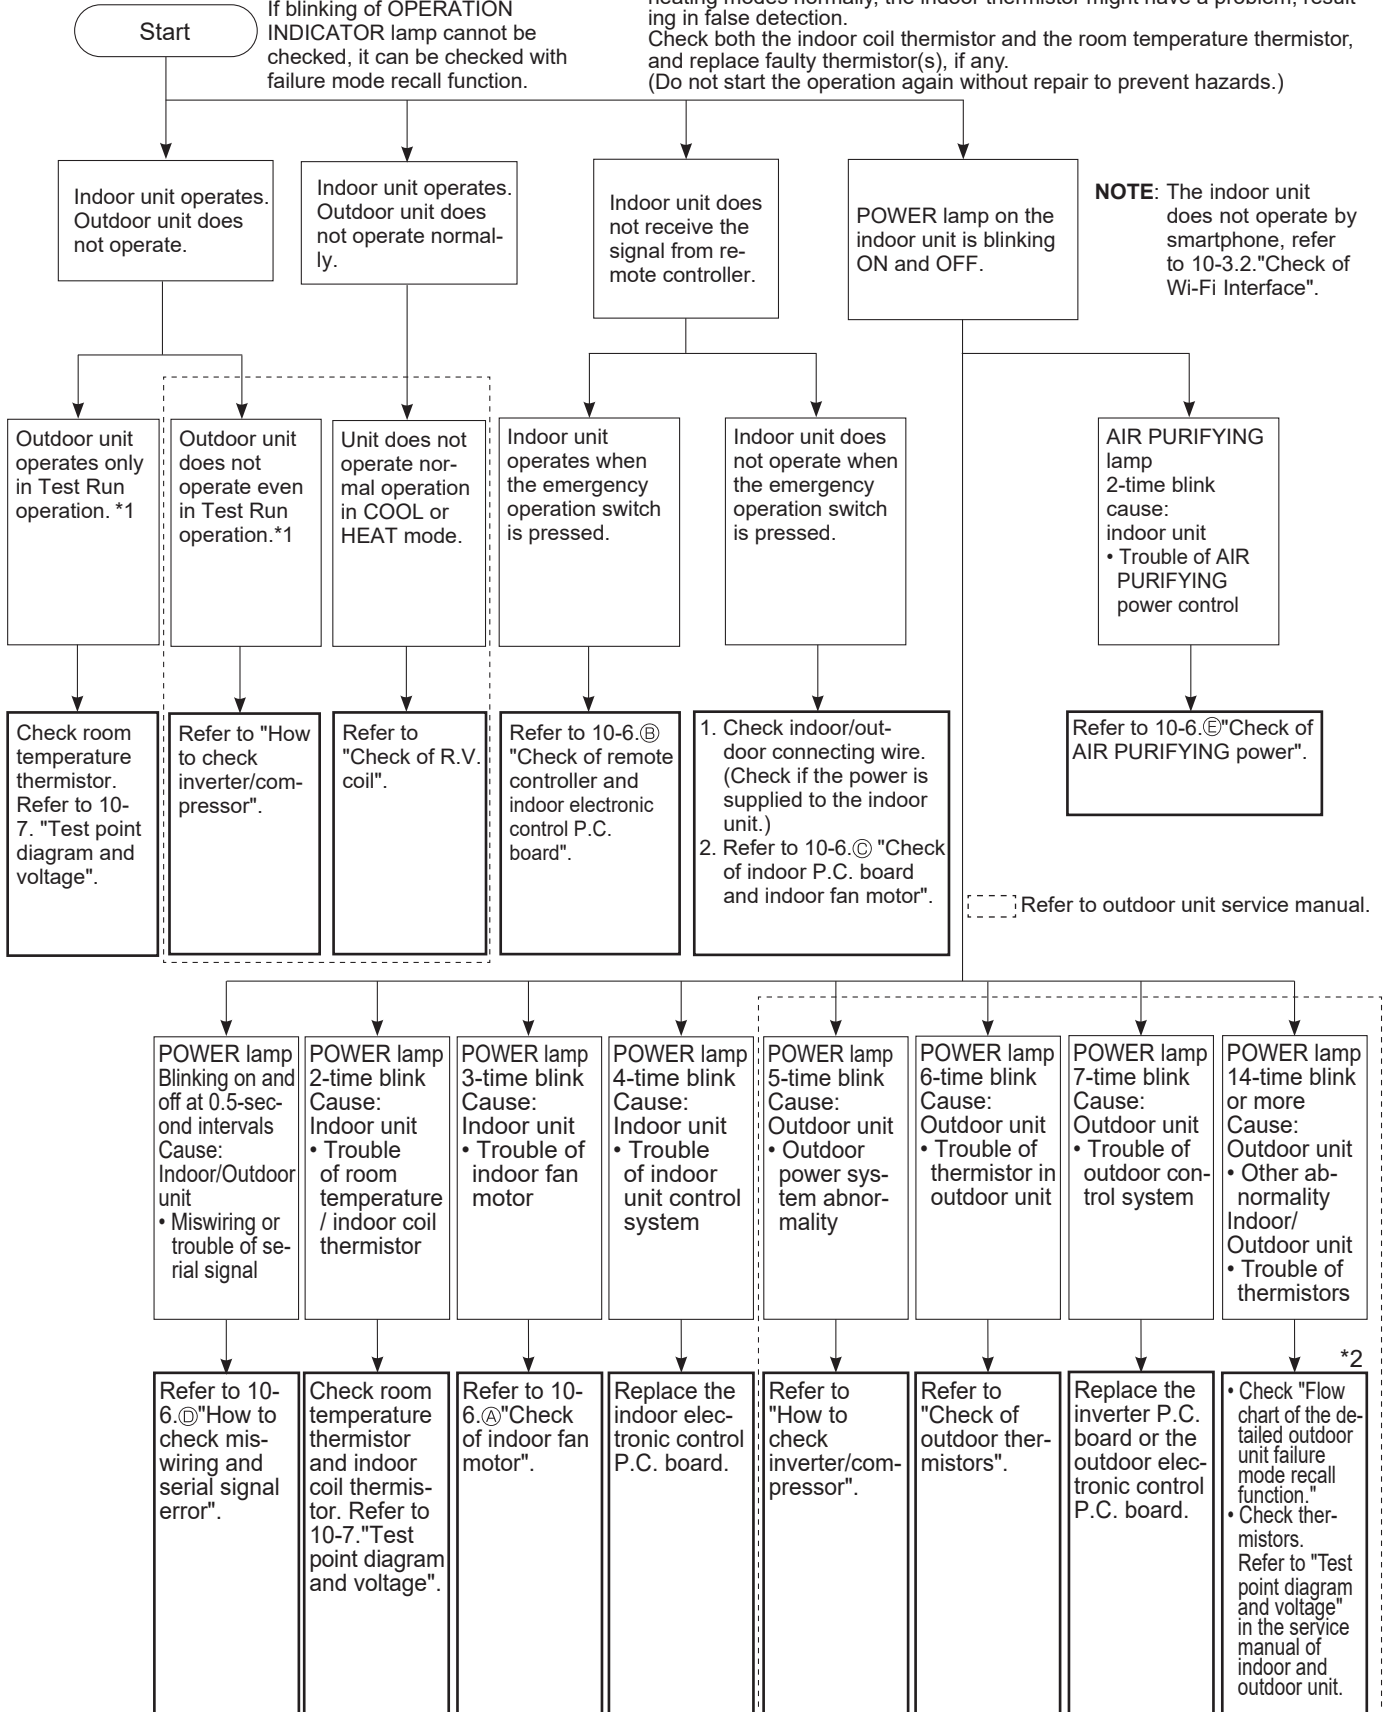 Start
If blinking of OPERATION
INDICATOR lamp cannot be
checked, it can be checked with
failure mode recall function.
heating modes normally, the indoor thermistor might have a problem, result-
ing in false detection.
Check both the indoor coil thermistor and the room temperature thermistor,
and replace faulty thermistor(s), if any.
(Do not start the operation again without repair to prevent hazards.)
Indoor unit operates.
Outdoor unit does
not operate.
Indoor unit operates.
Outdoor unit does
not operate normal-
ly.
Indoor unit does
not receive the
signal from re-
mote controller.
POWER lamp on the
indoor unit is blinking
ON and OFF.
NOTE: The indoor unit
does not operate by
smartphone, refer
to 10-3.2."Check of
Wi-Fi Interface".
Outdoor unit
operates only
in Test Run
operation. *1
Outdoor unit
does not
operate even
in Test Run
operation.*1
Unit does not
operate nor-
mal operation
in COOL or
HEAT mode.
Indoor unit
operates when
the emergency
operation switch
is pressed.
Indoor unit does
not operate when
the emergency
operation switch
is pressed.
AIR PURIFYING
lamp
2-time blink
cause:
indoor unit
• Trouble of AIR
PURIFYING
power control
Check room
temperature
thermistor.
Refer to 10-
7. "Test point
diagram and
voltage".
Refer to "How
to check
inverter/com-
pressor".
Refer to
"Check of R.V.
coil".
Refer to 10-6.Ⓑ
"Check of remote
controller and
indoor electronic
control P.C.
board".
1. Check indoor/out-
door connecting wire.
(Check if the power is
supplied to the indoor
unit.)
2. Refer to 10-6.Ⓒ "Check
of indoor P.C. board
and indoor fan motor".
Refer to 10-6.Ⓔ"Check of
AIR PURIFYING power".
Refer to outdoor unit service manual.
POWER lamp
Blinking on and
off at 0.5-sec-
ond intervals
Cause:
Indoor/Outdoor
unit
• Miswiring or
trouble of se-
rial signal
POWER lamp
2-time blink
Cause:
Indoor unit
• Trouble
of room
temperature
/ indoor coil
thermistor
POWER lamp
3-time blink
Cause:
Indoor unit
• Trouble of
indoor fan
motor
POWER lamp
4-time blink
Cause:
Indoor unit
• Trouble
of indoor
unit control
system
POWER lamp
5-time blink
Cause:
Outdoor unit
• Outdoor
power sys-
tem abnor-
mality
POWER lamp
6-time blink
Cause:
Outdoor unit
• Trouble of
thermistor in
outdoor unit
POWER lamp
7-time blink
Cause:
Outdoor unit
• Trouble of
outdoor con-
trol system
POWER lamp
14-time blink
or more
Cause:
Outdoor unit
• Other ab-
normality
Indoor/
Outdoor unit
• Trouble of
thermistors
*2
Refer to 10-
6.Ⓓ"How to
check mis-
wiring and
serial signal
error".
Check room
temperature
thermistor
and indoor
coil thermis-
tor. Refer to
10-7."Test
point diagram
and voltage".
Refer to 10-
6.Ⓐ"Check
of indoor fan
motor".
Replace the
indoor elec-
tronic control
P.C. board.
Refer to
"How to
check
inverter/com-
pressor".
Refer to
"Check of
outdoor ther-
mistors".
Replace the
inverter P.C.
board or the
outdoor elec-
tronic control
P.C. board.
• Check "Flow
chart of the de-
tailed outdoor
unit failure
mode recall
function."
• Check ther-
mistors.
Refer to "Test
point diagram
and voltage"
in the service
manual of
indoor and
outdoor unit.